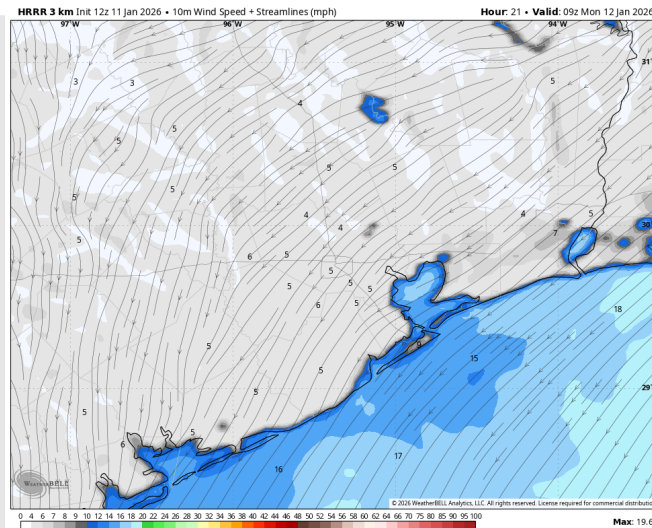 HRRR 3 km Init 12z 11 Jan 2026 • 10m Wind Speed + Streamlines (mph)
Hour: 21 • Valid: 09z Mon 12 Jan 2026
97°W 96°W 95°W 94°W
31
3 3 5
4
5
5 5
5
5
4 4 4 5
5 7 30
6 5
5
5 5 5
6 5
18
9
5 15
5
29
5
5
5
6
17
16
WEATHERBELL
© 2026 WeatherBELL Analytics, LLC. All rights reserved. License required for commercial distribution
0 4 6 7 8 9 10 12 14 16 18 20 22 24 26 28 30 32 34 36 38 40 42 44 46 48 50 52 54 56 58 60 62 64 66 70 75 80 85 90 95 100
Max: 19.6